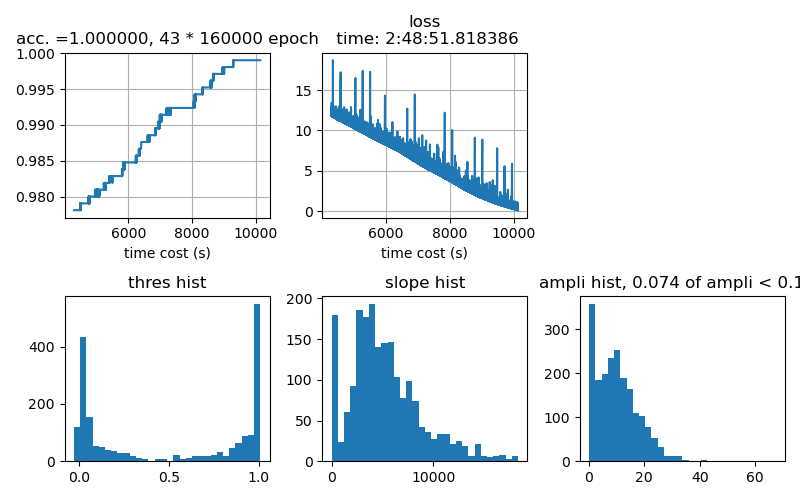 loss
acc. =1.000000, 43 * 160000 epoch time: 2:48:51.818386
1.000
0.995
0.990
0.985
0.980
6000 8000 10000
time cost (s)
15
10
5
0
6000 8000 10000
time cost (s)
thres hist
400
200
0
0.0 0.5 1.0
slope hist
200
150
100
50
0
0 10000
ampli hist, 0.074 of ampli < 0.1
300
200
100
0
0 20 40 60